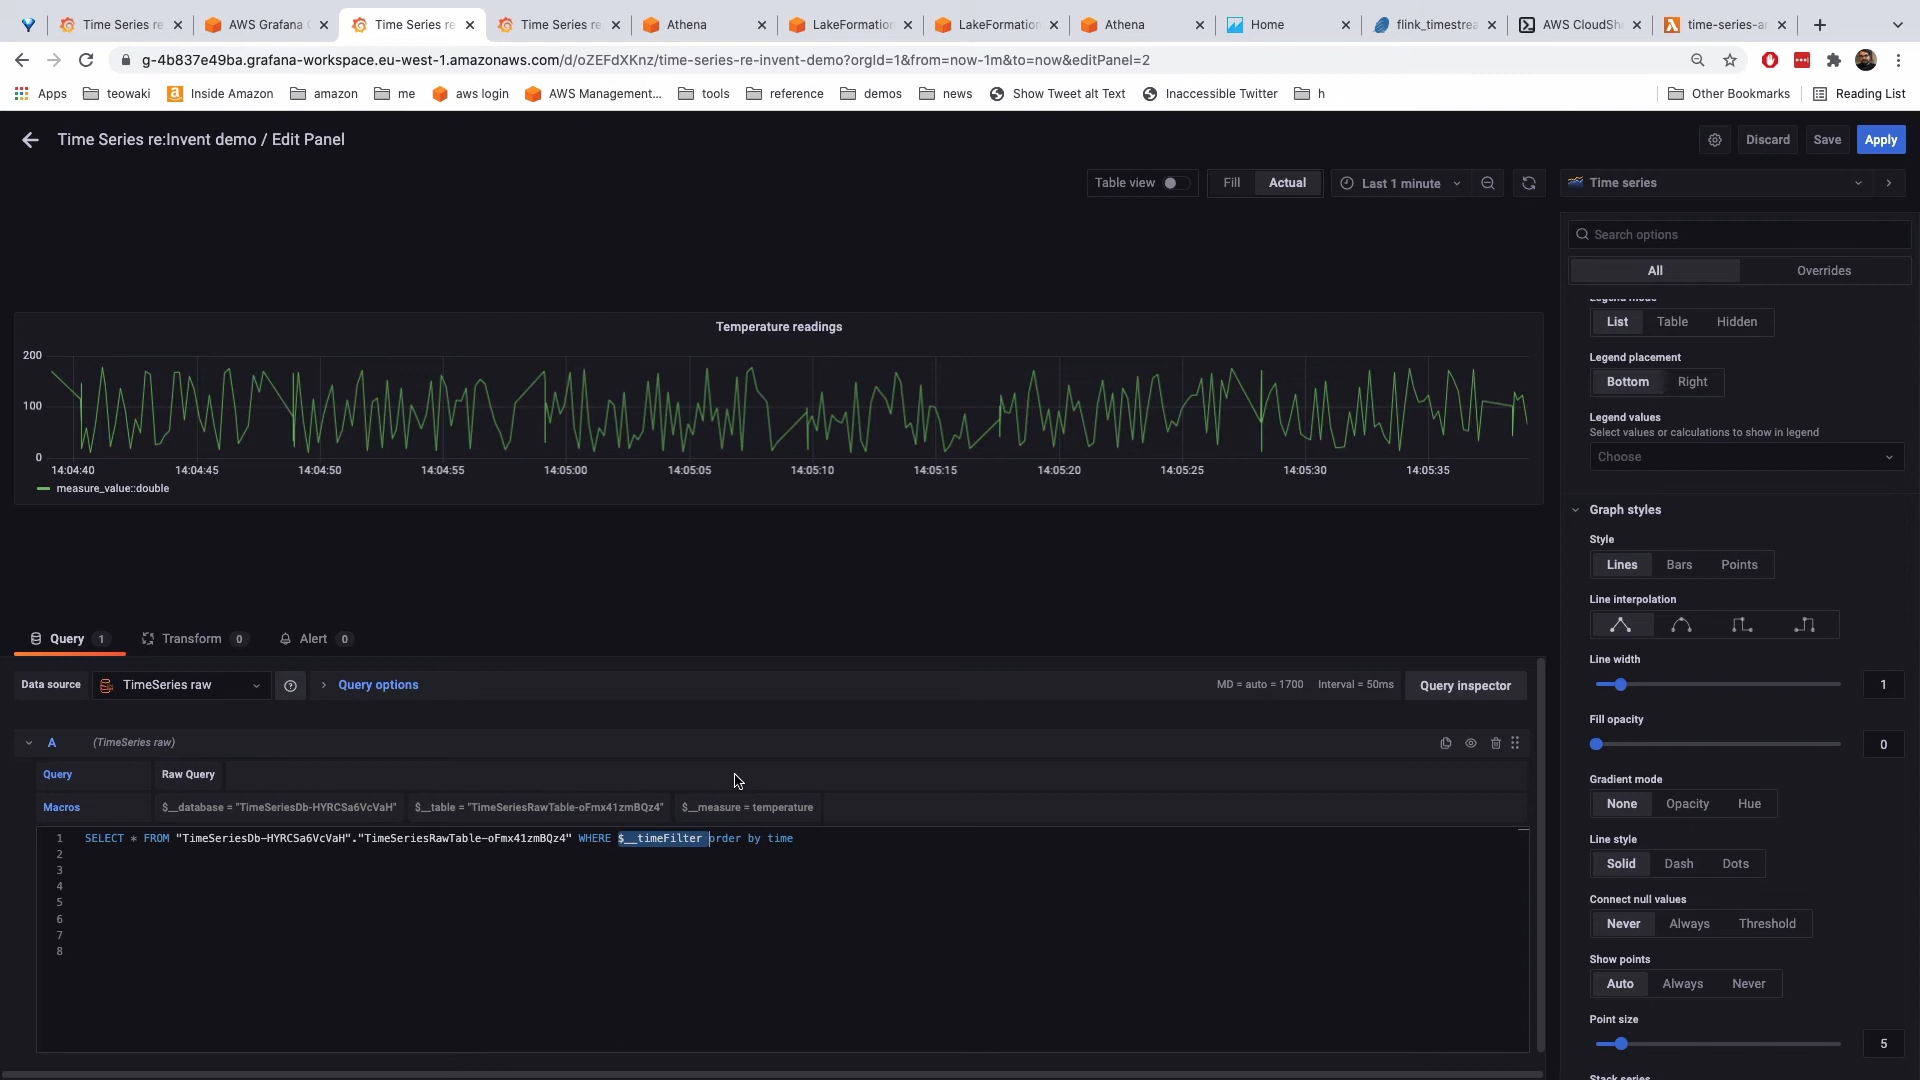 Time Series re
AWS Grafana
Time Series re
Time Series re
Athena
LakeFormation
LakeFormation
Athena
Home
flink_timestrea
AWS CloudSh
time-series-a
g-4b837e49ba.grafana-workspace.eu-west-1.amazonaws.com/d/oZEFdXKnz/time-series-re-invent-demo?orgId=1&from=now-1m&to=now&editPanel=2
Apps teowaki Inside Amazon amazon me aws login AWS Management... tools reference demos news Show Tweet alt Text Inaccessible Twitter h Other Bookmarks Reading List
Time Series re:Invent demo / Edit Panel
Discard Save Apply
Table view Fill Actual Last 1 minute Time series
Search options
All Overrides
Legend mode
List Table Hidden
Legend placement
Bottom Right
Legend values
Select values or calculations to show in legend
Choose
Graph styles
Style
Lines Bars Points
Line interpolation
Line width
1
Fill opacity
0
Gradient mode
None Opacity Hue
Line style
Solid Dash Dots
Connect null values
Never Always Threshold
Show points
Auto Always Never
Point size
5
Stack series
Temperature readings
200
100
0
14:04:40 14:04:45 14:04:50 14:04:55 14:05:00 14:05:05 14:05:10 14:05:15 14:05:20 14:05:25 14:05:30 14:05:35
measure_value::double
Query 1 Transform 0 Alert 0
Data source TimeSeries raw Query options MD = auto = 1700 Interval = 50ms Query inspector
A (TimeSeries raw)
Query Raw Query
Macros $__database = "TimeSeriesDb-HYRCSa6VcVaH" $__table = "TimeSeriesRawTable-oFmx41zmBQz4" $__measure = temperature
1 SELECT * FROM "TimeSeriesDb-HYRCSa6VcVaH"."TimeSeriesRawTable-oFmx41zmBQz4" WHERE $__timeFilter order by time
2
3
4
5
6
7
8